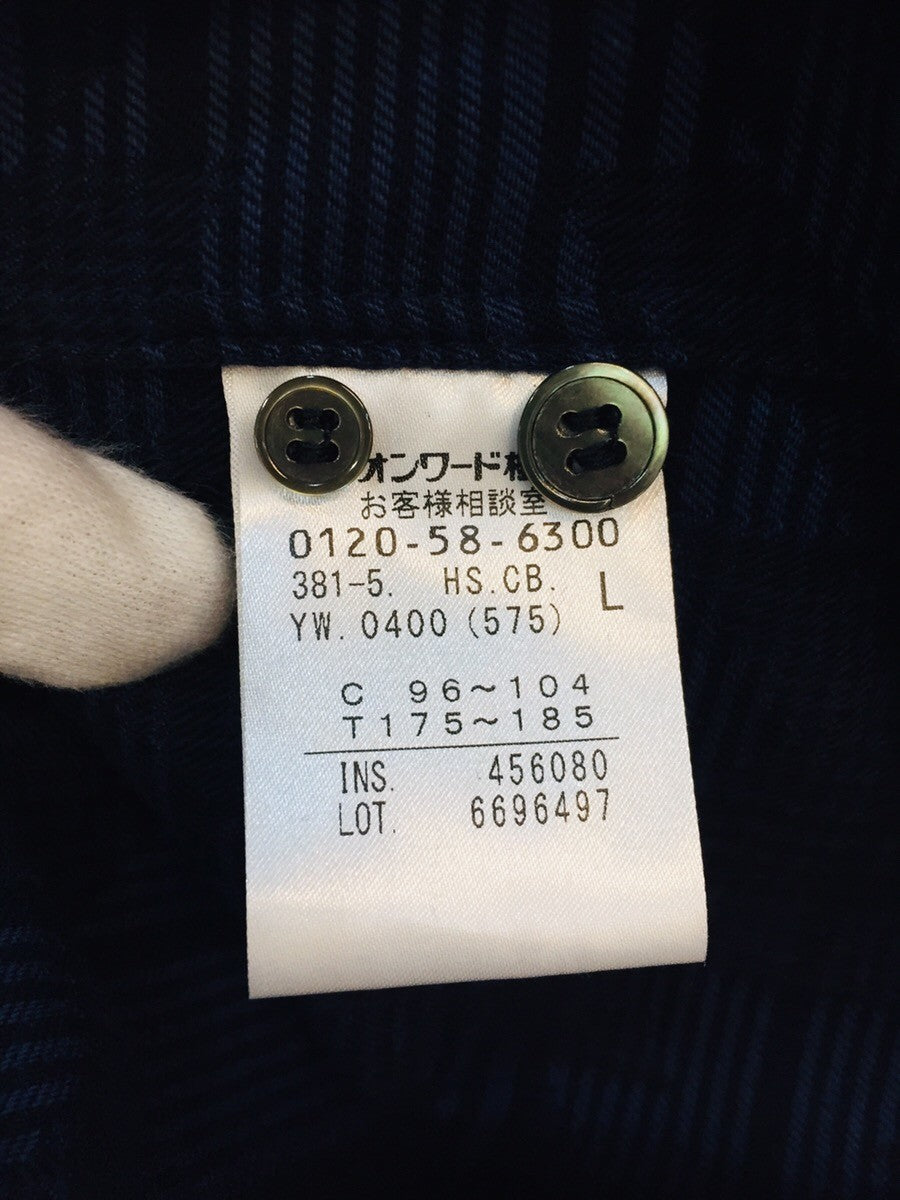 オンワード樫
お客様相談室
0120-58-6300
381-5. HS.CB. L
YW. 0400 (575)
C 96～104
T175～185
INS. 456080
LOT. 6696497